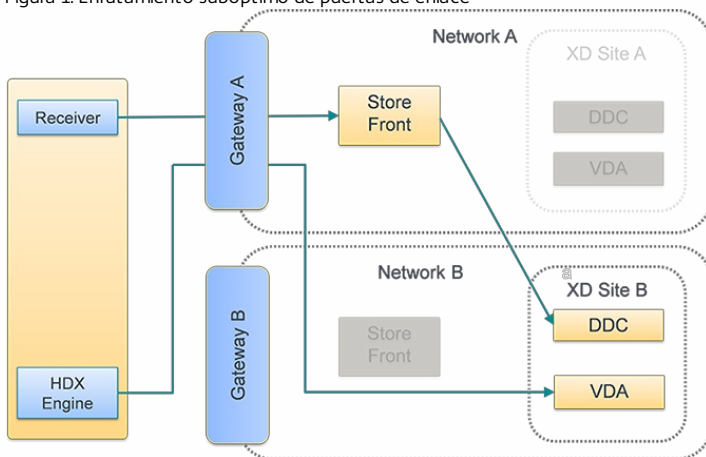 Figura 1. Enrutamiento subóptimo de puertas de enlace
Network A
XD Site A
Receiver
Gateway A
Store
Front
DDC
VDA
Network B
a
XD Site B
HDX
Engine
Gateway B
Store
Front
DDC
VDA